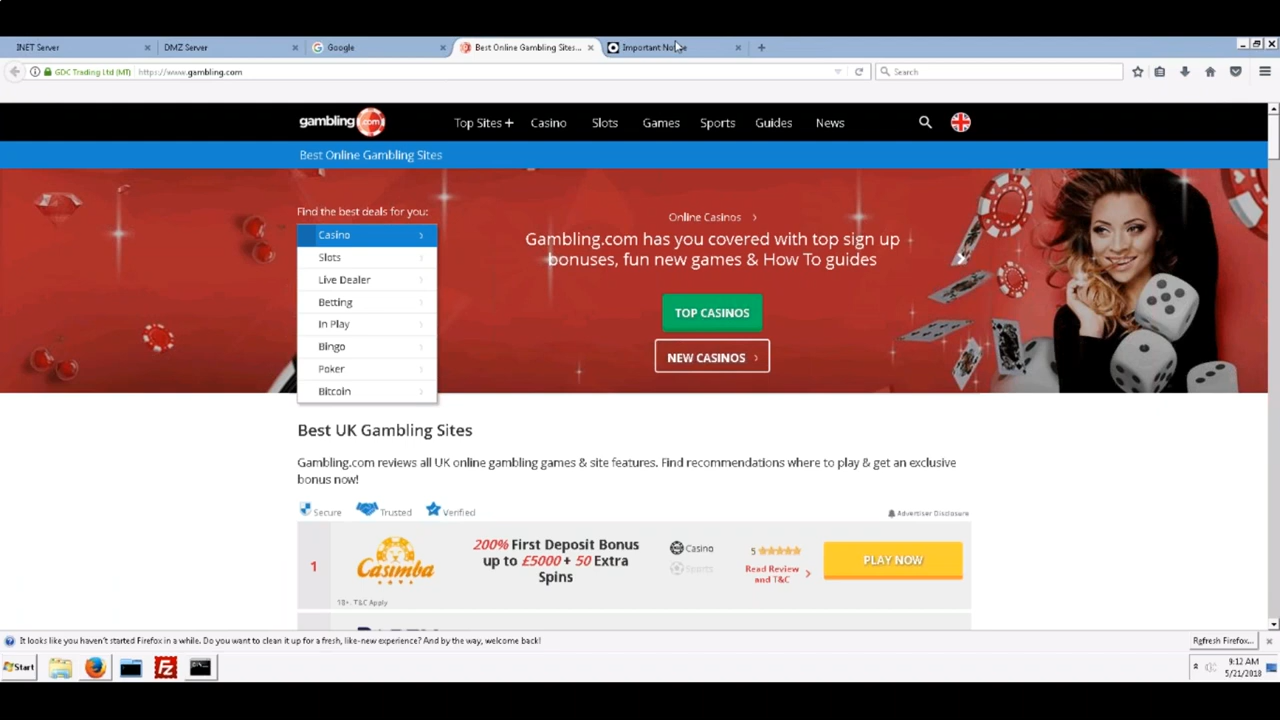 INET Server
DMZ Server
Google
Best Online Gambling Sites...
Important No
GDC Trading Ltd (MT)
https://www.gambling.com
Search
gambling.com
Top Sites +
Casino
Slots
Games
Sports
Guides
News
Best Online Gambling Sites
Find the best deals for you:
Casino
Slots
Live Dealer
Betting
In Play
Bingo
Poker
Bitcoin
Online Casinos
Gambling.com has you covered with top sign up
bonuses, fun new games & How To guides
TOP CASINOS
NEW CASINOS
Best UK Gambling Sites
Gambling.com reviews all UK online gambling games & site features. Find recommendations where to play & get an exclusive
bonus now!
Secure
Trusted
Verified
Advertiser Disclosure
1
Casimba
200% First Deposit Bonus
up to £5000 + 50 Extra
Spins
Casino
Sports
5
Read Review
and T&C
PLAY NOW
18+. T&C Apply
It looks like you haven't started Firefox in a while. Do you want to clean it up for a fresh, like-new experience? And by the way, welcome back!
Refresh Firefox...
Start
9:12 AM
5/21/2018